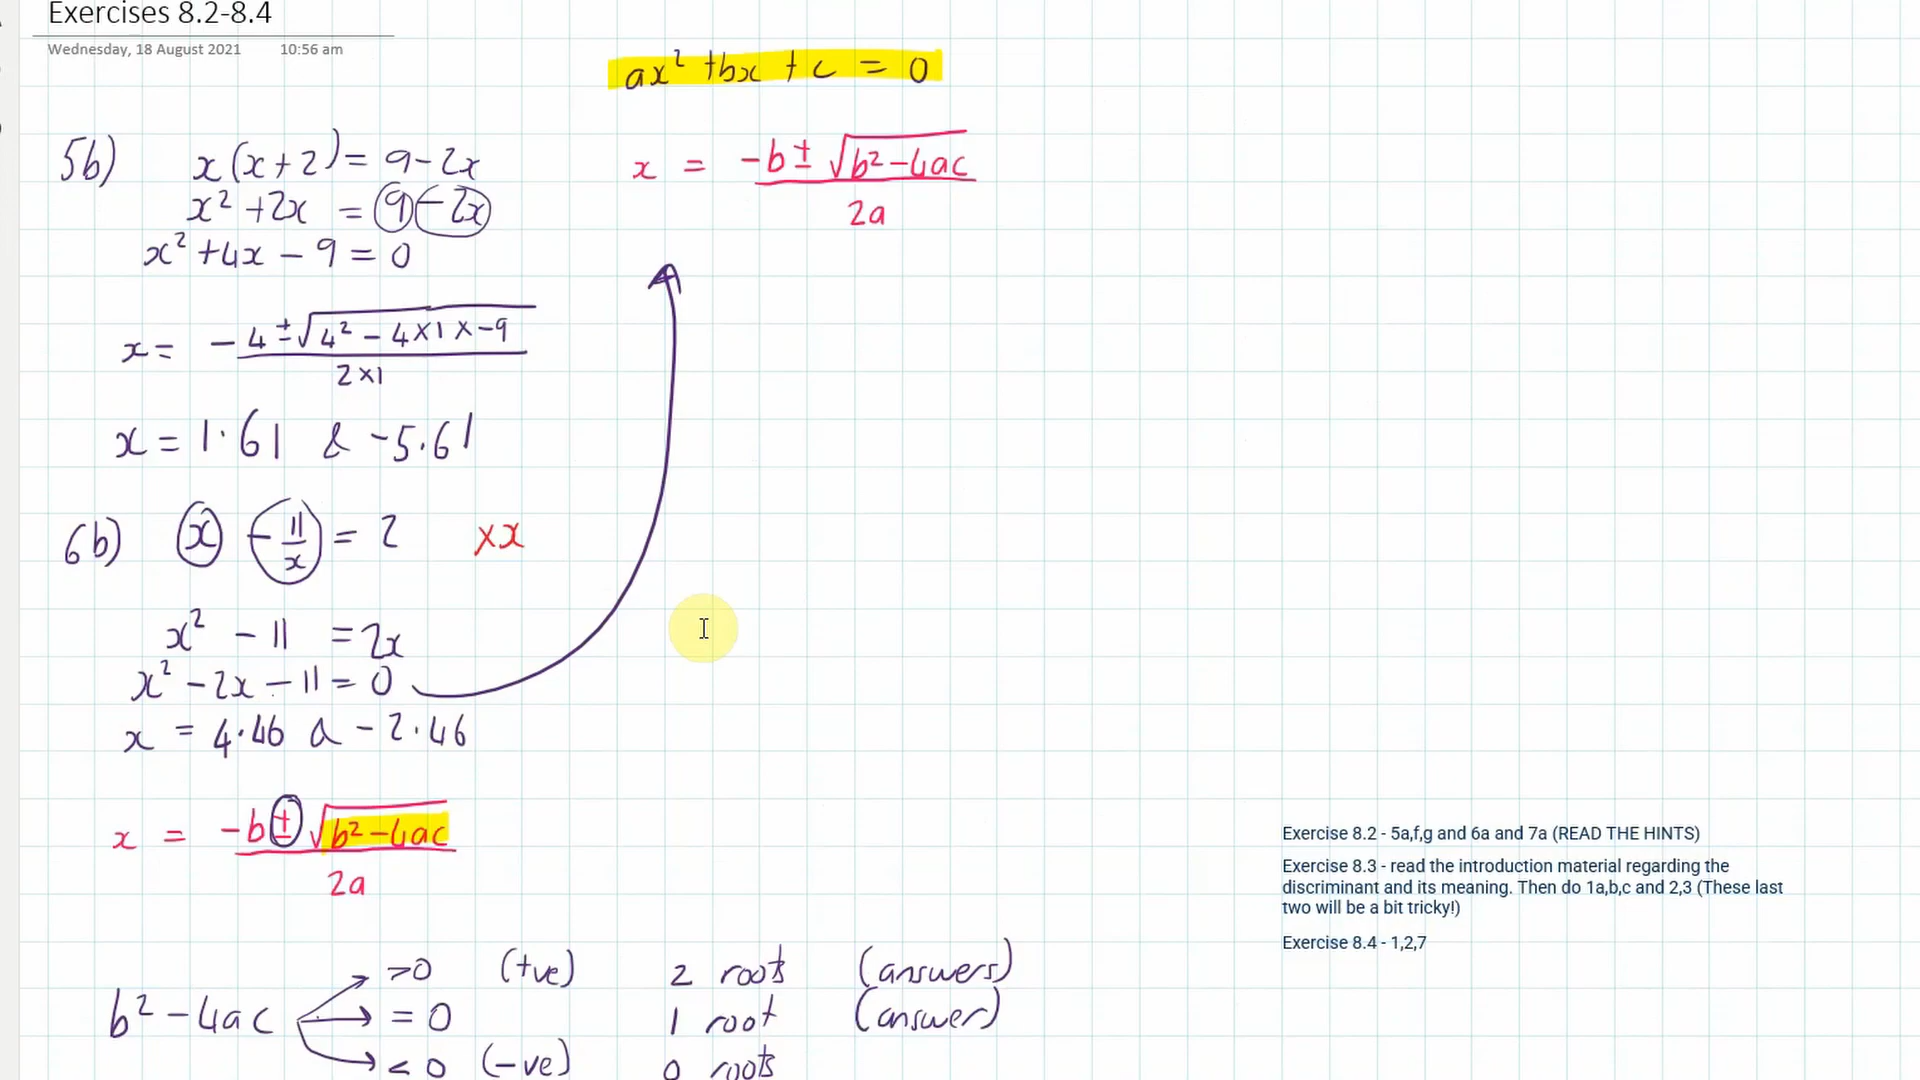 Exercises 8.2-8.4
Wednesday, 18 August 2021 10:56 am
ax² + bx + c = 0
x = -b ± √b² - 4ac / 2a
5b) x(x+2) = 9 - 2x
x² + 2x = 9 - 2x
x² + 4x - 9 = 0
x = -4 ± √4² - 4×1×-9 / 2×1
x = 1.61 & -5.61
6b) x - 11/x = 2 ×x
x² - 11 = 2x
x² - 2x - 11 = 0
x = 4.46 & -2.46
x = -b ± √b² - 4ac / 2a
b² - 4ac
>0 (+ve) 2 roots (answers)
= 0 1 root (answer)
< 0 (-ve) 0 roots
Exercise 8.2 - 5a,f,g and 6a and 7a (READ THE HINTS)
Exercise 8.3 - read the introduction material regarding the
discriminant and its meaning. Then do 1a,b,c and 2,3 (These last
two will be a bit tricky!)
Exercise 8.4 - 1,2,7